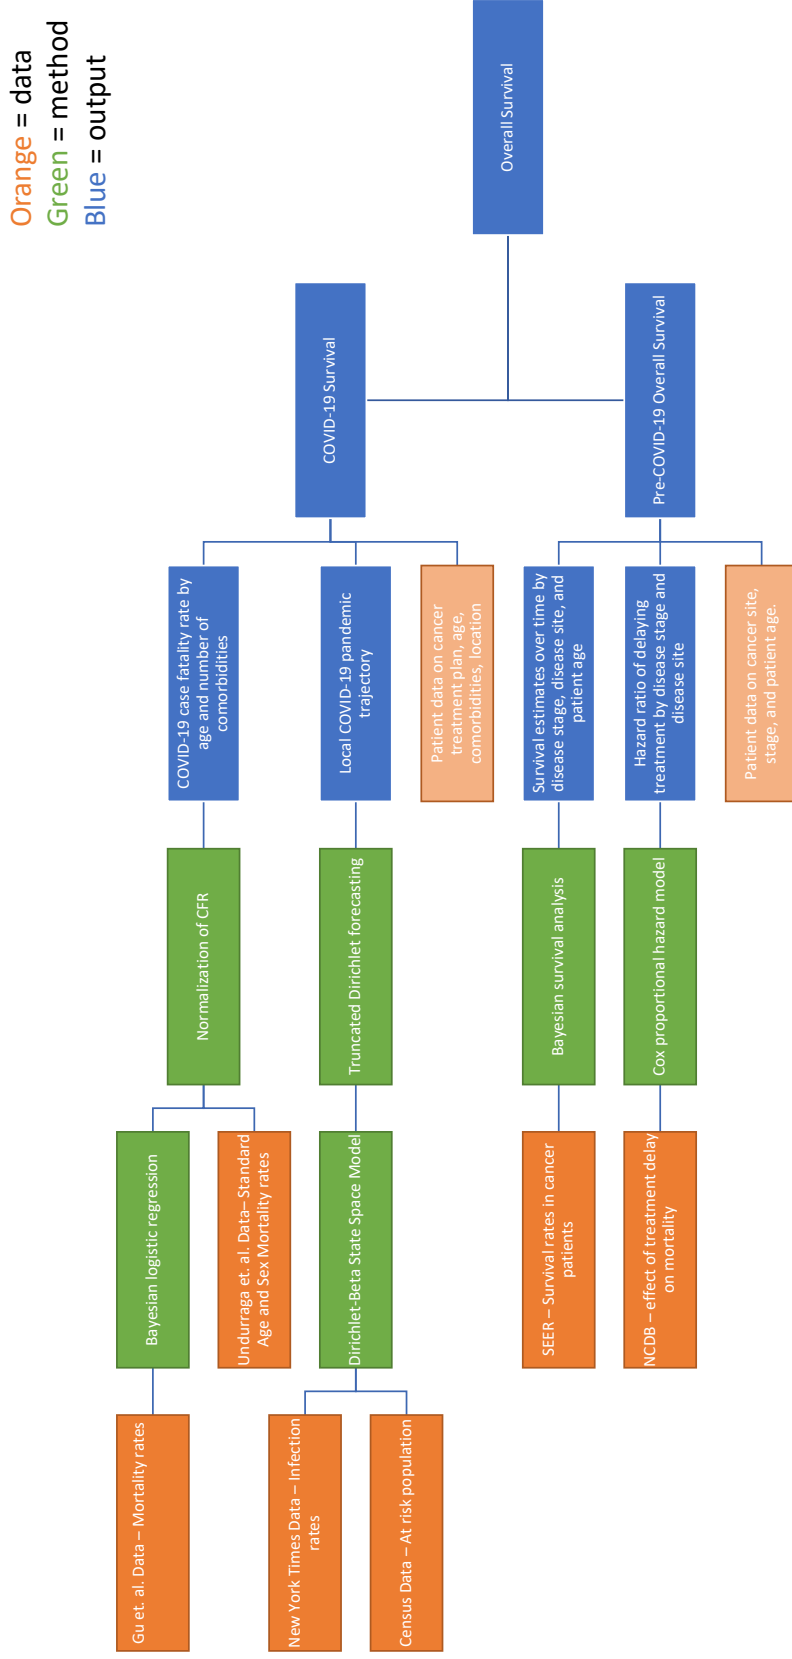 Orange = data
Green = method
Blue = output
Overall Survival
COVID-19 Survival
Pre-COVID-19 Overall Survival
COVID-19 case fatality rate by
age and number of
comorbidities
Local COVID-19 pandemic
trajectory
Patient data on cancer
treatment plan, age,
comorbidities, location
Survival estimates over time by
disease stage, disease site, and
patient age
Hazard ratio of delaying
treatment by disease stage and
disease site
Patient data on cancer site,
stage, and patient age.
Normalization of CFR
Truncated Dirichlet forecasting
Bayesian survival analysis
Cox proportional hazard model
Bayesian logistic regression
Undurraga et. al. Data– Standard
Age and Sex Mortality rates
Dirichlet-Beta State Space Model
SEER – Survival rates in cancer
patients
NCDB – effect of treatment delay
on mortality
Gu et. al. Data – Mortality rates
New York Times Data – Infection
rates
Census Data – At risk population